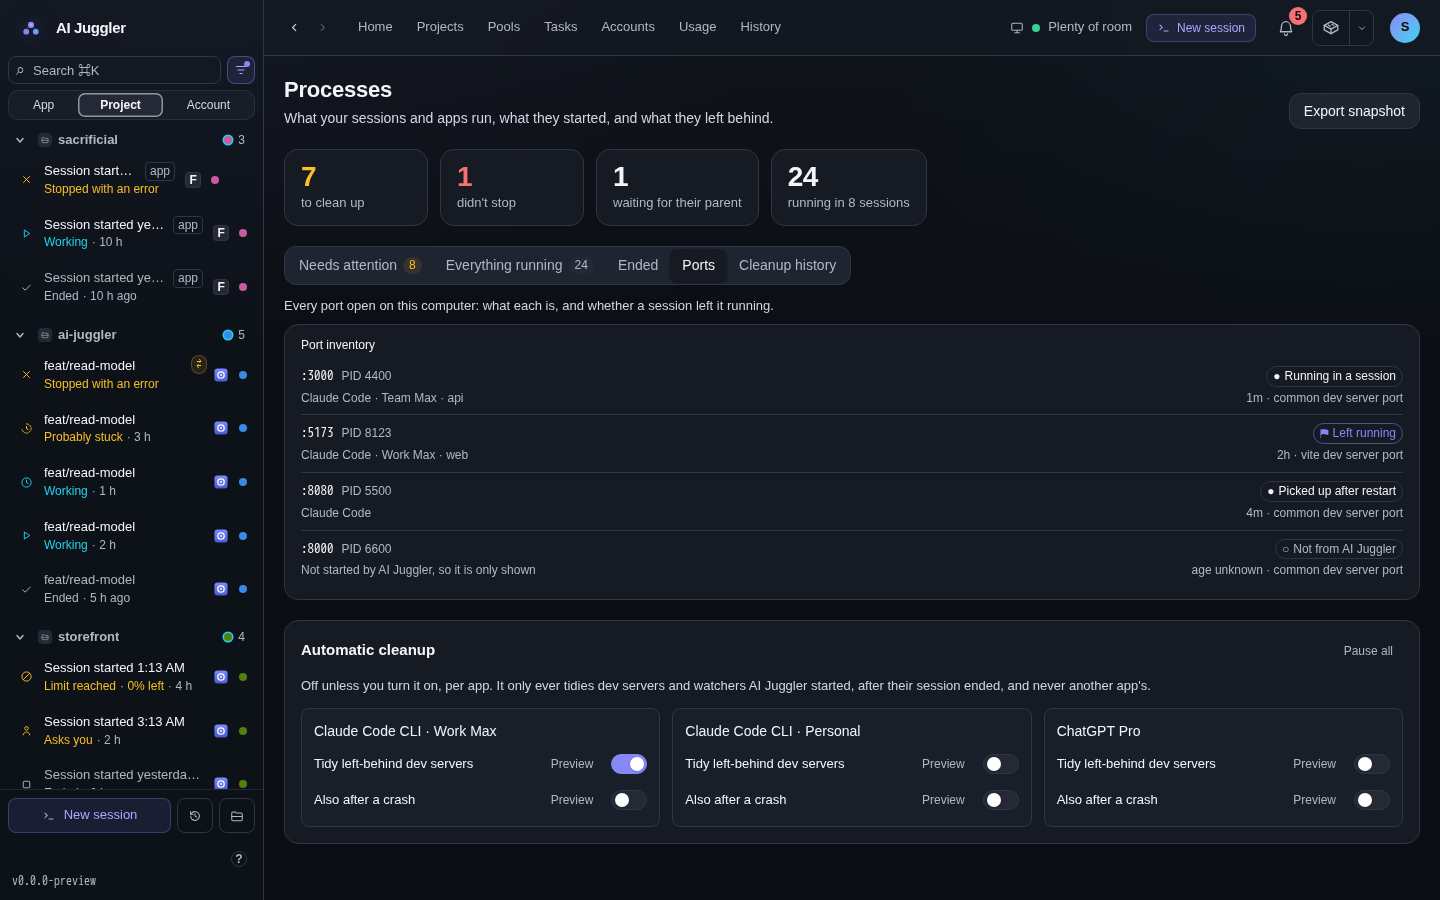 AI Juggler
Search ⌘K
App Project Account
sacrificial 3
Session start… app
Stopped with an error F
Session started ye… app
Working · 10 h F
Session started ye… app
Ended · 10 h ago F
ai-juggler 5
feat/read-model
Stopped with an error
feat/read-model
Probably stuck · 3 h
feat/read-model
Working · 1 h
feat/read-model
Working · 2 h
feat/read-model
Ended · 5 h ago
storefront 4
Session started 1:13 AM
Limit reached · 0% left · 4 h
Session started 3:13 AM
Asks you · 2 h
Session started yesterda…
New session
?
v0.0.0-preview
Home Projects Pools Tasks Accounts Usage History
Plenty of room New session 5 S
Processes
What your sessions and apps run, what they started, and what they left behind.
Export snapshot
7 1 1 24
to clean up didn't stop waiting for their parent running in 8 sessions
Needs attention 8 Everything running 24 Ended Ports Cleanup history
Every port open on this computer: what each is, and whether a session left it running.
Port inventory
:3000 PID 4400 ● Running in a session
Claude Code · Team Max · api 1m · common dev server port
:5173 PID 8123 Left running
Claude Code · Work Max · web 2h · vite dev server port
:8080 PID 5500 ● Picked up after restart
Claude Code 4m · common dev server port
:8000 PID 6600 ○ Not from AI Juggler
Not started by AI Juggler, so it is only shown age unknown · common dev server port
Automatic cleanup Pause all
Off unless you turn it on, per app. It only ever tidies dev servers and watchers AI Juggler started, after their session ended, and never another app's.
Claude Code CLI · Work Max Claude Code CLI · Personal ChatGPT Pro
Tidy left-behind dev servers Preview Tidy left-behind dev servers Preview Tidy left-behind dev servers Preview
Also after a crash Preview Also after a crash Preview Also after a crash Preview